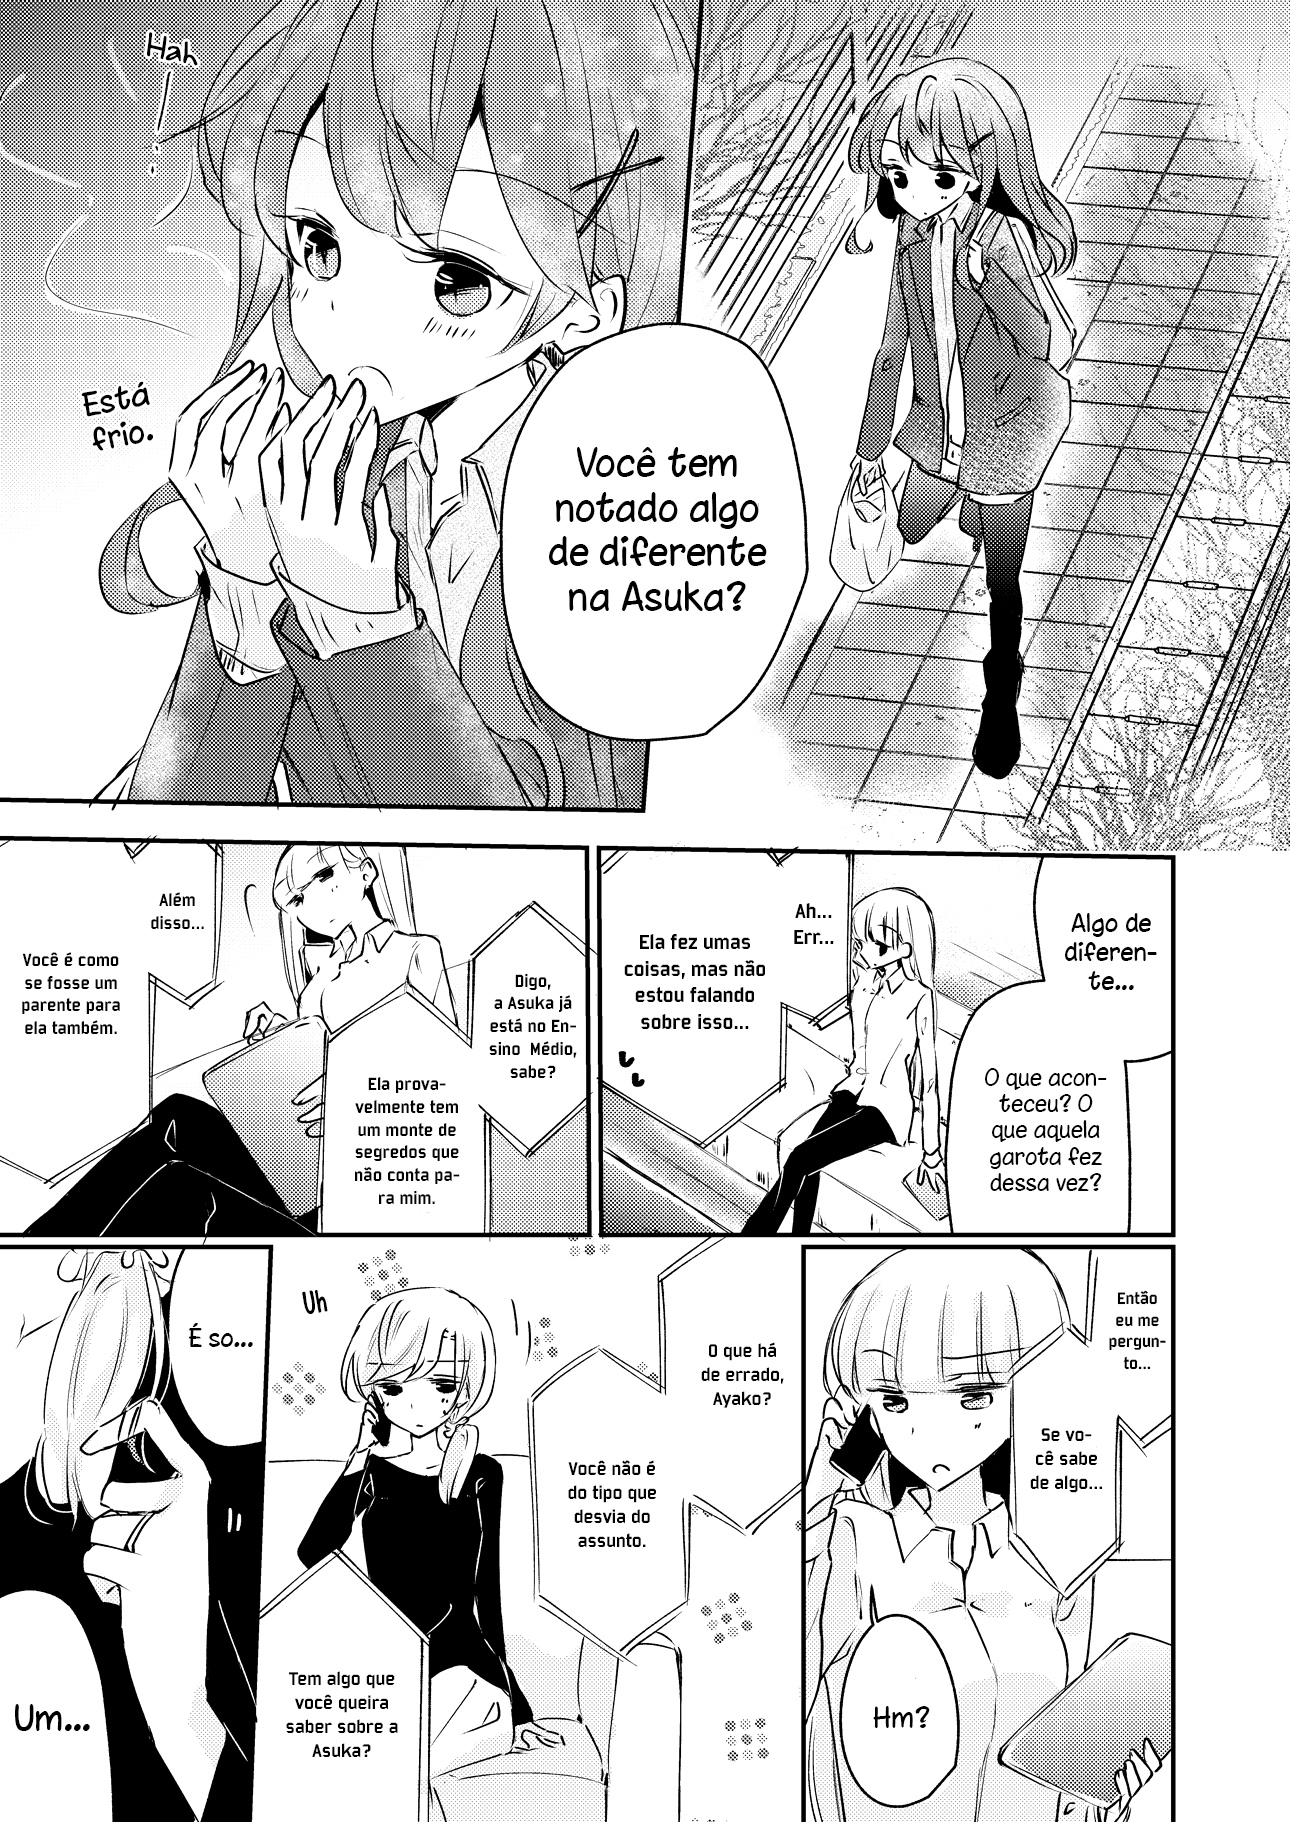 Você tem
notado algo
de diferente
na Asuka?
Hah
Está
frio.
Algo de
diferen-
te...
O que acon-
teceu? O
que aquela
garota fez
dessa vez?
Ah...
Err...
Ela fez umas
coisas, mas não
estou falando
sobre isso...
Digo,
a Asuka já
está no En-
sino Médio,
sabe?
Ela prova-
velmente tem
um monte de
segredos que
não conta pa-
ra mim.
Além
disso...
Você é como
se fosse um
parente para
ela também.
Então
eu me
pergun-
to...
Se vo-
cê sabe
de algo...
Hm?
O que há
de errado,
Ayako?
Você não é
do tipo que
desvia do
assunto.
Uh
Tem algo que
você queira
saber sobre a
Asuka?
É so...
Um...